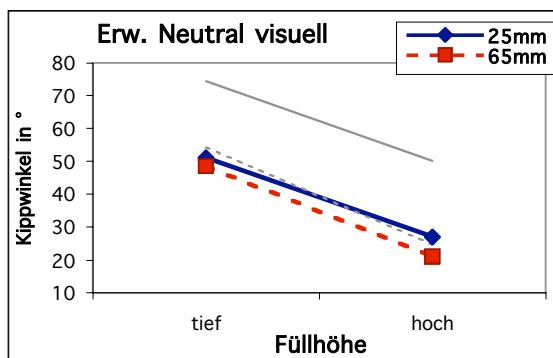 Erw. Neutral visuell
25mm
65mm
Kippwinkel in °
80
70
60
50
40
30
20
10
tief
hoch
Füllhöhe